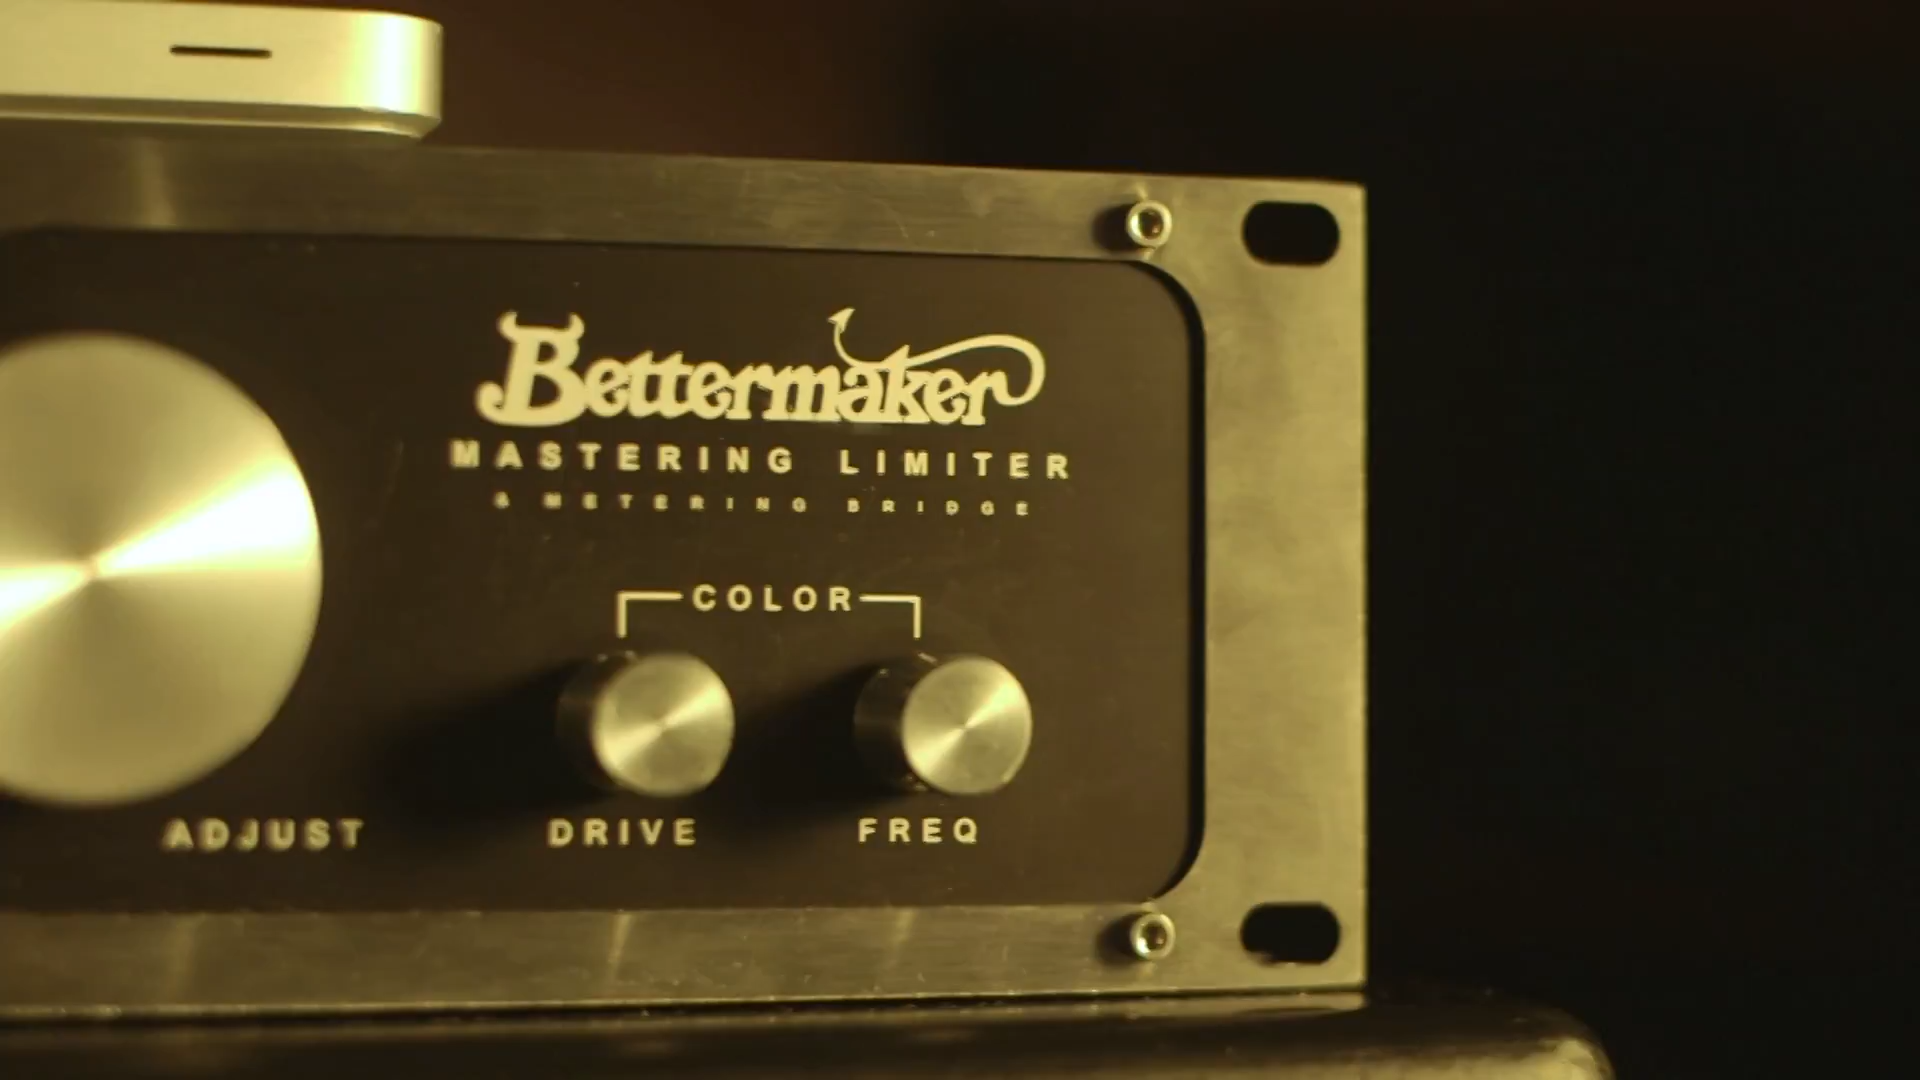 Bettermaker
MASTERING LIMITER
& METERING BRIDGE
COLOR
ADJUST DRIVE FREQ